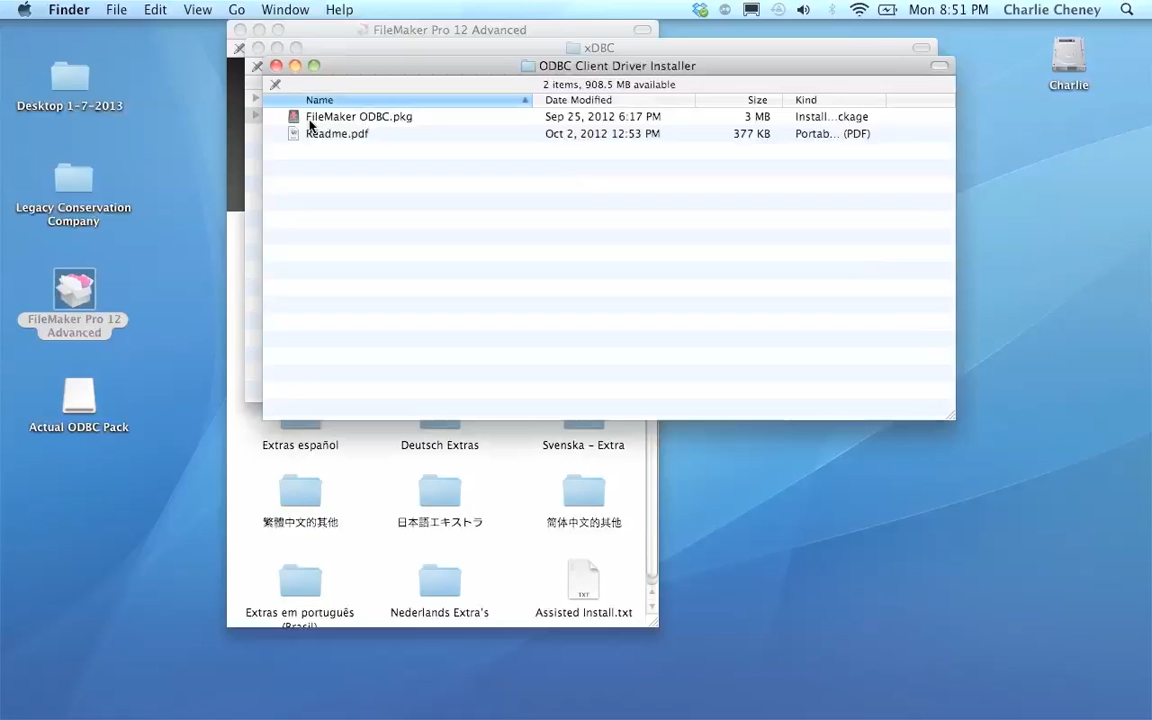 Finder File Edit View Go Window Help Mon 8:51 PM Charlie Cheney
FileMaker Pro 12 Advanced
xDBC
ODBC Client Driver Installer
2 items, 908.5 MB available
Name Date Modified Size Kind
FileMaker ODBC.pkg Sep 25, 2012 6:17 PM 3 MB Install...ckage
Readme.pdf Oct 2, 2012 12:53 PM 377 KB Portab... (PDF)
Desktop 1-7-2013
Legacy Conservation
Company
FileMaker Pro 12
Advanced
Actual ODBC Pack
Charlie
Extras español Deutsch Extras Svenska - Extra
繁體中文的其他 日本語エキストラ 简体中文的其他
Extras em português
(Brasil)
Nederlands Extra's
TXT
Assisted Install.txt